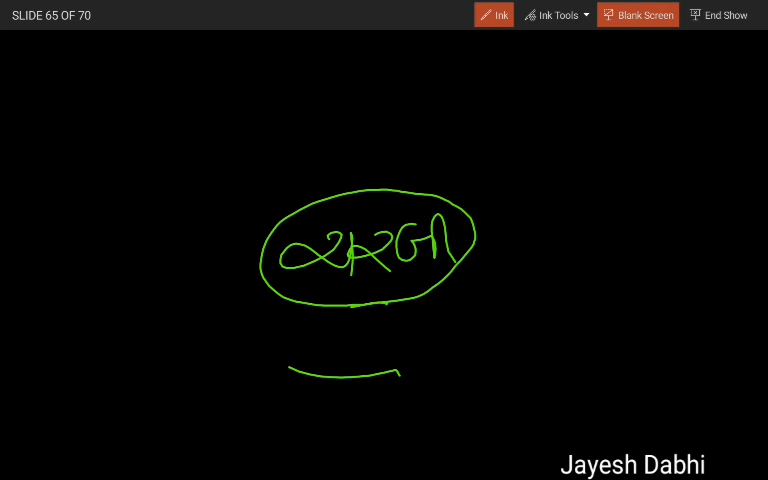 SLIDE 65 OF 70
Ink
Ink Tools
Blank Screen
End Show
Jayesh Dabhi